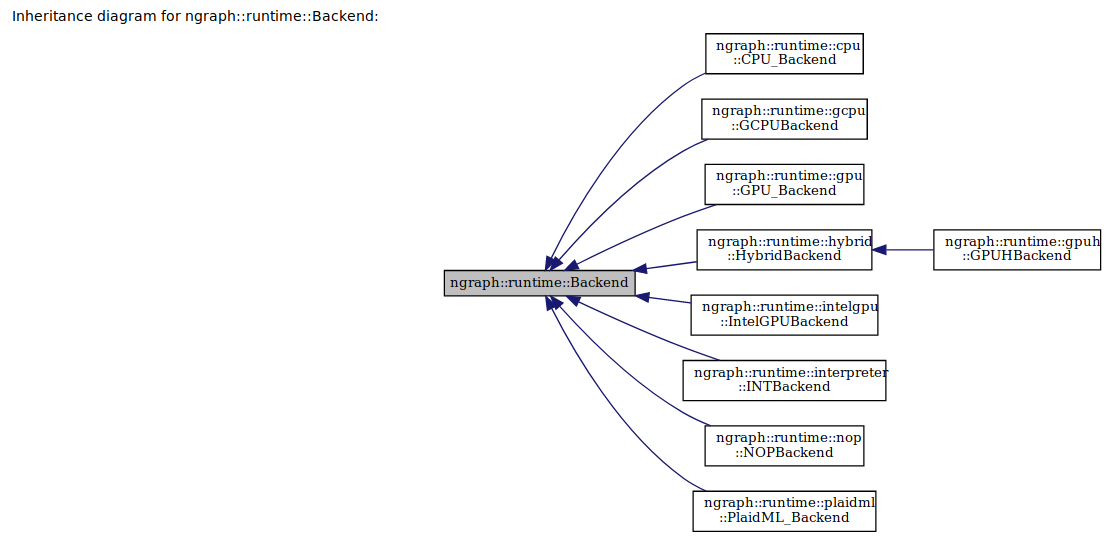 Inheritance diagram for ngraph::runtime::Backend:
ngraph::runtime::cpu
::CPU_Backend
ngraph::runtime::gcpu
::GCPUBackend
ngraph::runtime::gpu
::GPU_Backend
ngraph::runtime::hybrid
::HybridBackend
ngraph::runtime::gpuh
::GPUHBackend
ngraph::runtime::Backend
ngraph::runtime::intelgpu
::IntelGPUBackend
ngraph::runtime::interpreter
::INTBackend
ngraph::runtime::nop
::NOPBackend
ngraph::runtime::plaidml
::PlaidML_Backend